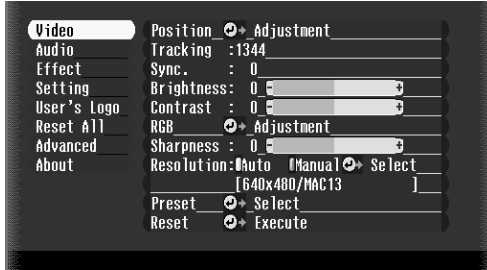 Video
Audio
Effect
Setting
User's Logo
Reset All
Advanced
About
Position Adjustment
Tracking :1344
Sync. : 0
Brightness: 0 - +
Contrast : 0 - +
RGB Adjustment
Sharpness : 0 - +
Resolution: Auto Manual Select
[640x480/MAC13 ]
Preset Select
Reset Execute